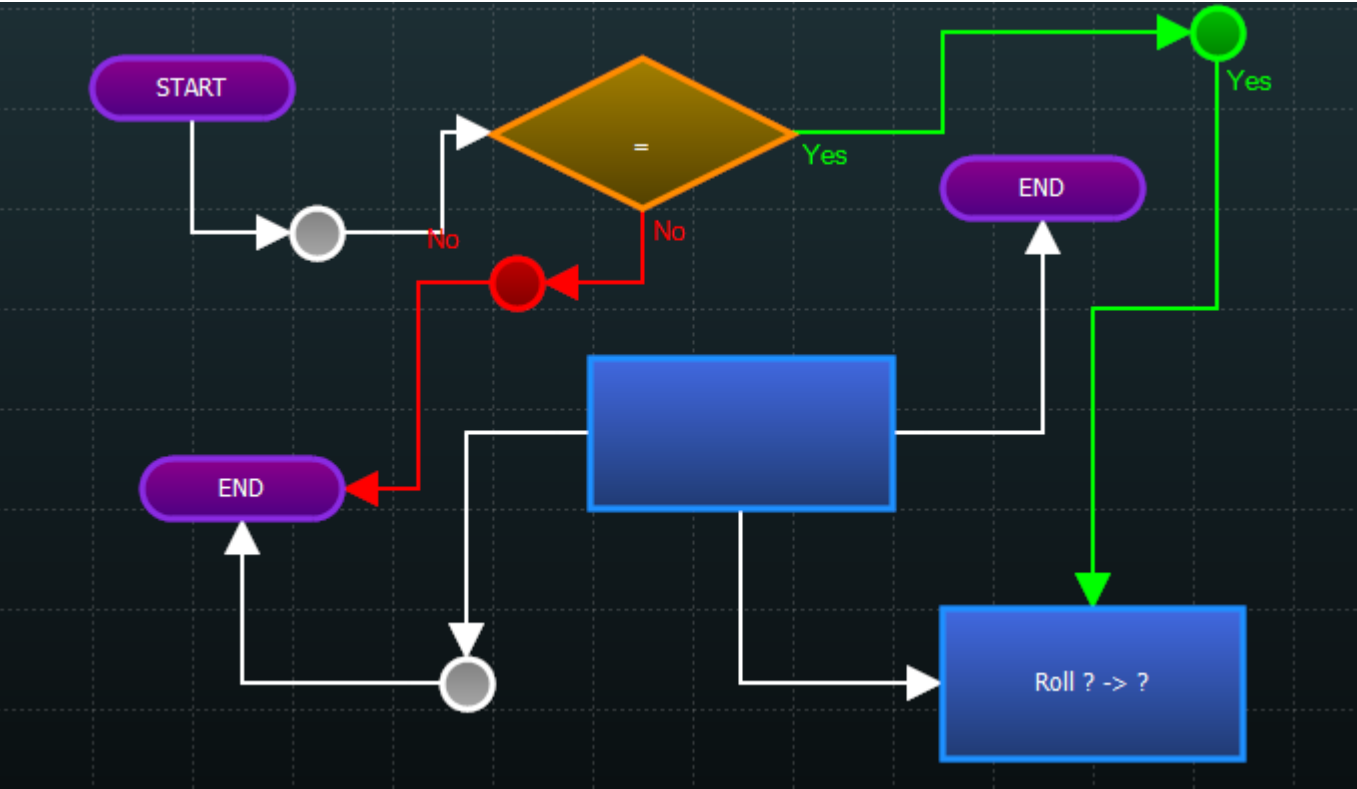 START
=
Yes
Yes
END
No
No
END
Roll ? -> ?